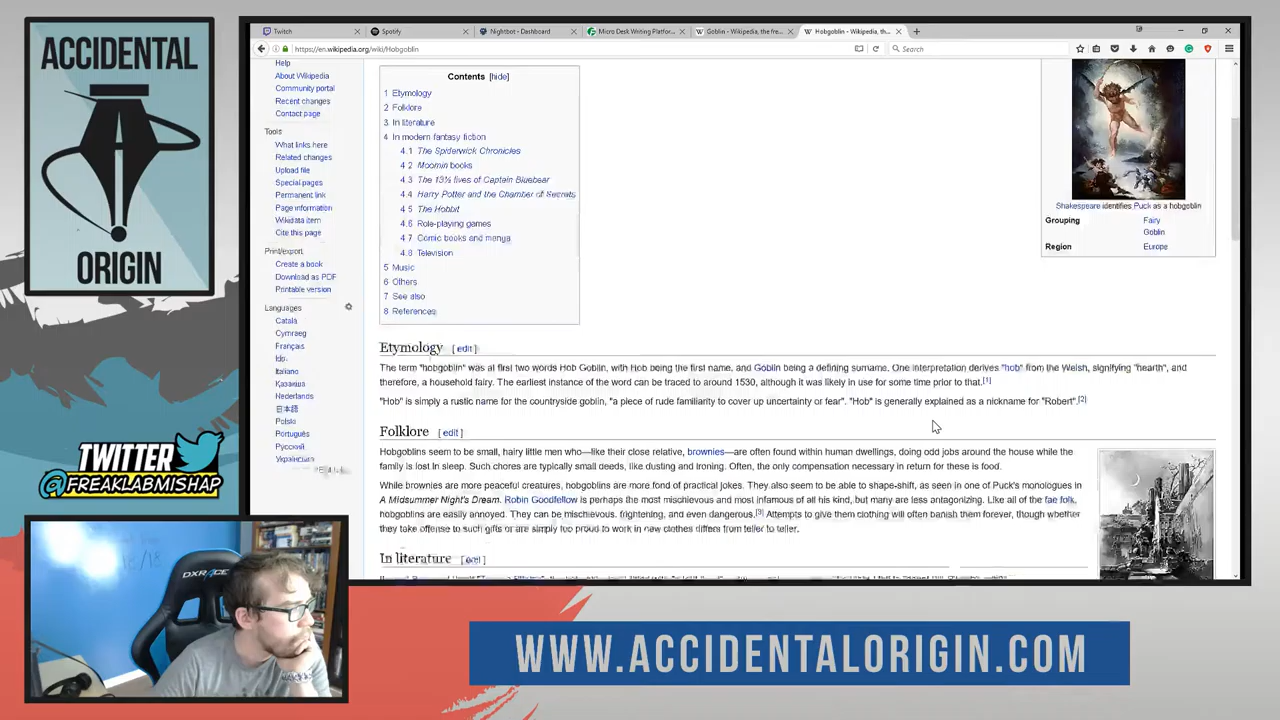 ACCIDENTAL
ORIGIN
TWITTER
@FREAKLABMISHAP
DXRACER
Twitch
Spotify
Nightbot - Dashboard
Micro Desk Writing Platfor...
Goblin - Wikipedia, the fre...
Hobgoblin - Wikipedia, th...
https://en.wikipedia.org/wiki/Hobgoblin
Search
Help
About Wikipedia
Community portal
Recent changes
Contact page
Tools
What links here
Related changes
Upload file
Special pages
Permanent link
Page information
Wikidata item
Cite this page
Print/export
Create a book
Download as PDF
Printable version
Languages
Català
Cymraeg
Français
Ido
Italiano
Қазақша
Nederlands
日本語
Polski
Português
Русский
Українська
Contents [hide]
1 Etymology
2 Folklore
3 In literature
4 In modern fantasy fiction
4.1 The Spiderwick Chronicles
4.2 Moomin books
4.3 The 13½ lives of Captain Bluebear
4.4 Harry Potter and the Chamber of Secrets
4.5 The Hobbit
4.6 Role-playing games
4.7 Comic books and manga
4.8 Television
5 Music
6 Others
7 See also
8 References
Shakespeare identifies Puck as a hobgoblin
Grouping Fairy
Goblin
Region Europe
Etymology [ edit ]
The term "hobgoblin" was at first two words Hob Goblin, with Hob being the first name, and Goblin being a defining surname. One interpretation derives "hob" from the Welsh, signifying "hearth", and
therefore, a household fairy. The earliest instance of the word can be traced to around 1530, although it was likely in use for some time prior to that.[1]
"Hob" is simply a rustic name for the countryside goblin, "a piece of rude familiarity to cover up uncertainty or fear". "Hob" is generally explained as a nickname for "Robert".[2]
Folklore [ edit ]
Hobgoblins seem to be small, hairy little men who—like their close relative, brownies—are often found within human dwellings, doing odd jobs around the house while the
family is lost in sleep. Such chores are typically small deeds, like dusting and ironing. Often, the only compensation necessary in return for these is food.
While brownies are more peaceful creatures, hobgoblins are more fond of practical jokes. They also seem to be able to shape-shift, as seen in one of Puck's monologues in
A Midsummer Night's Dream. Robin Goodfellow is perhaps the most mischievous and most infamous of all his kind, but many are less antagonizing. Like all of the fae folk,
hobgoblins are easily annoyed. They can be mischievous, frightening, and even dangerous.[3] Attempts to give them clothing will often banish them forever, though whether
they take offense to such gifts or are simply too proud to work in new clothes differs from teller to teller.
In literature [ edit ]
WWW.ACCIDENTALORIGIN.COM